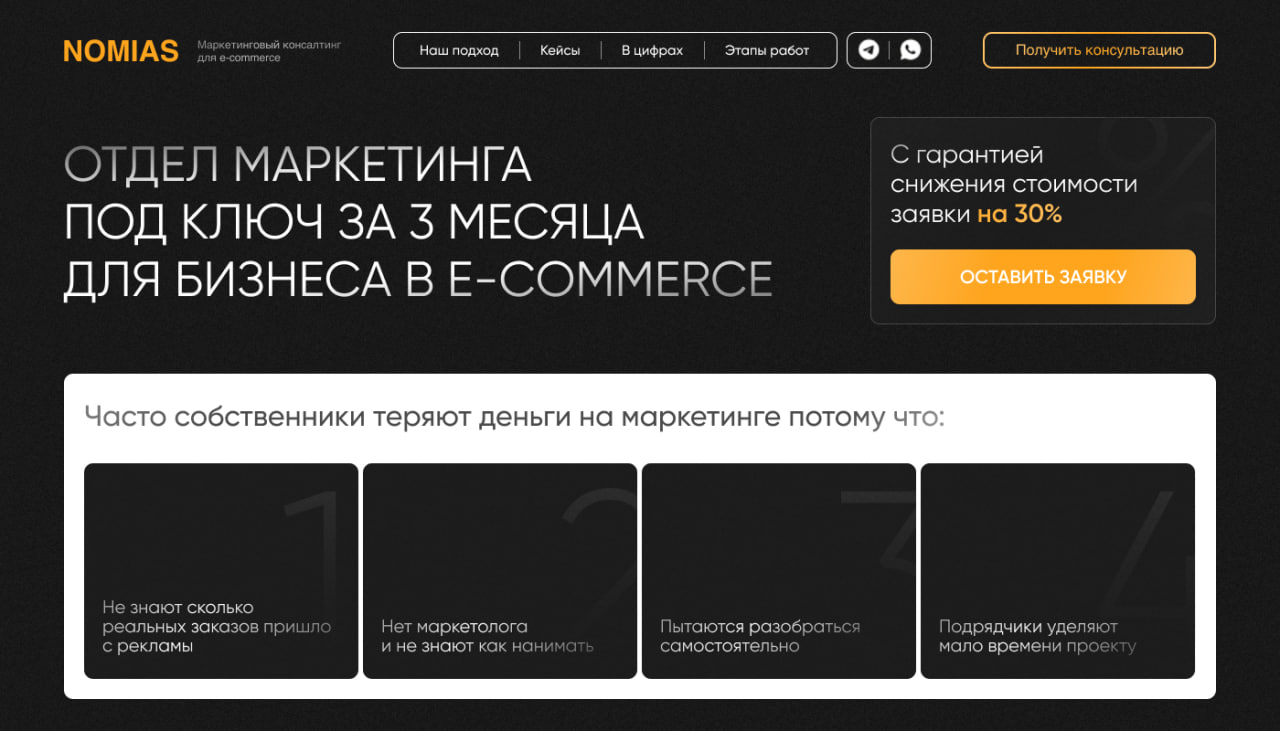 NOMIAS
Маркетинговый консалтинг
для e-commerce
Наш подход
Кейсы
В цифрах
Этапы работ
Получить консультацию
ОТДЕЛ МАРКЕТИНГА
ПОД КЛЮЧ ЗА 3 МЕСЯЦА
ДЛЯ БИЗНЕСА В E-COMMERCE
%
С гарантией
снижения стоимости
заявки на 30%
ОСТАВИТЬ ЗАЯВКУ
Часто собственники теряют деньги на маркетинге потому что:
1
Не знают сколько
реальных заказов пришло
с рекламы
2
Нет маркетолога
и не знают как нанимать
3
Пытаются разобраться
самостоятельно
4
Подрядчики уделяют
мало времени проекту